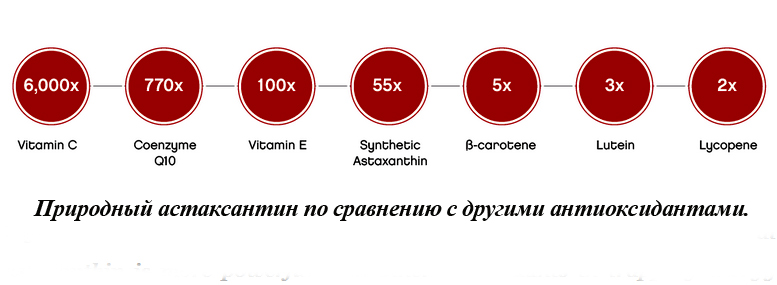 6,000x 770x 100x 55x 5x 3x 2x
Vitamin C Coenzyme Vitamin E Synthetic β-carotene Lutein Lycopene
Q10 Astaxanthin
Природный астаксантин по сравнению с другими антиоксидантами.